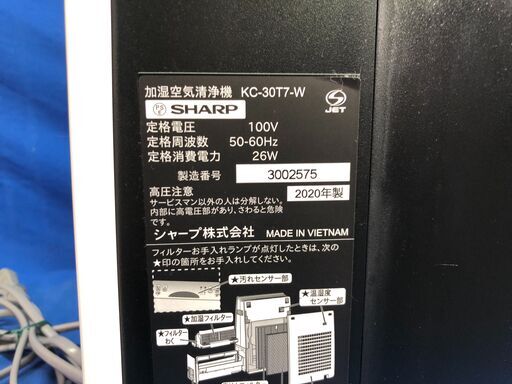 加湿空気清浄機 KC-30T7-W
PS E SHARP
JET
定格電圧 100V
定格周波数 50-60Hz
定格消費電力 26W
製造番号 3002575
高圧注意 2020年製
サービスマン以外の人は分解しない。
内部に高電圧部があり、さわると危険
です。
シャープ株式会社 MADE IN VIETNAM
フィルターお手入れランプが点灯したときは、次の
★印の箇所をお手入れしてください。
★汚れセンサー部
★温湿度
センサー部
★加湿フィルター
★フィルター
わく